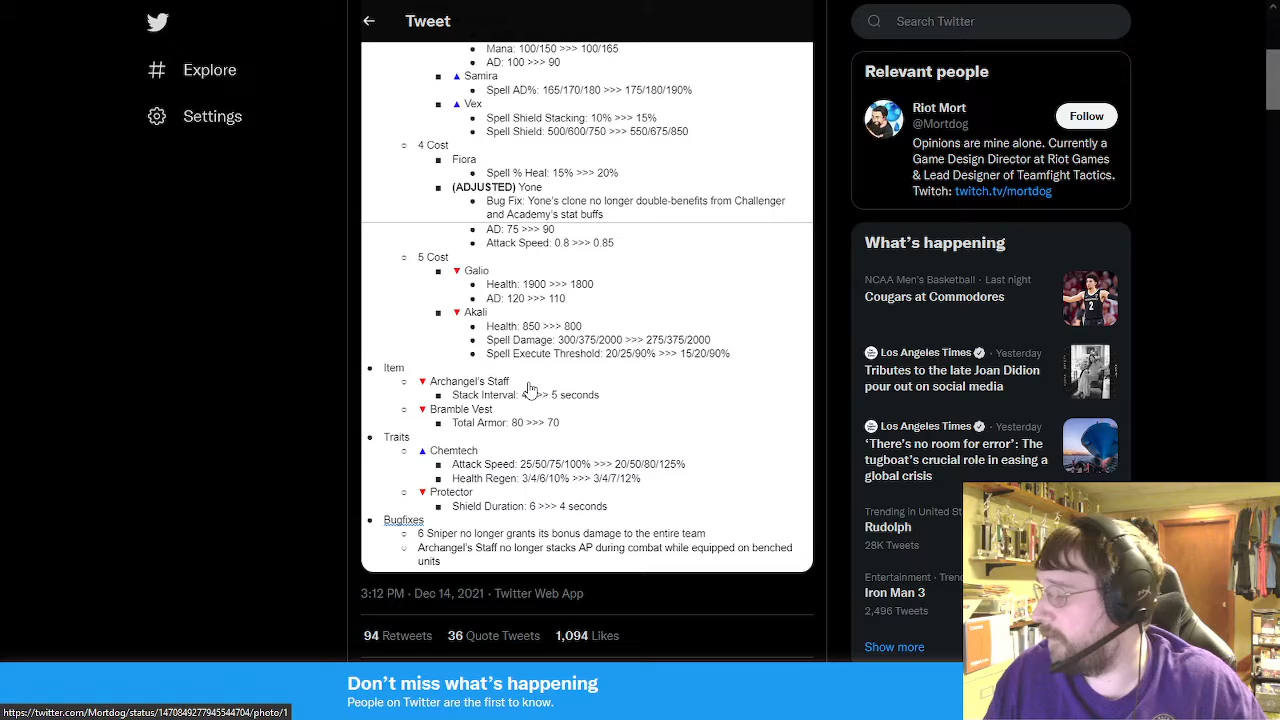 Tweet
Search Twitter
Explore
Settings
Mana: 100/150 >>> 100/165
AD: 100 >>> 90
Samira
Spell AD%: 165/170/180 >>> 175/180/190%
Vex
Spell Shield Stacking: 10% >>> 15%
Spell Shield: 500/600/750 >>> 550/675/850
4 Cost
Fiora
Spell % Heal: 15% >>> 20%
(ADJUSTED) Yone
Bug Fix: Yone's clone no longer double-benefits from Challenger
and Academy's stat buffs
AD: 75 >>> 90
Attack Speed: 0.8 >>> 0.85
5 Cost
Galio
Health: 1900 >>> 1800
AD: 120 >>> 110
Akali
Health: 850 >>> 800
Spell Damage: 300/375/2000 >>> 275/375/2000
Spell Execute Threshold: 20/25/90% >>> 15/20/90%
Item
Archangel's Staff
Stack Interval: 4 >>> 5 seconds
Bramble Vest
Total Armor: 80 >>> 70
Traits
Chemtech
Attack Speed: 25/50/75/100% >>> 20/50/80/125%
Health Regen: 3/4/6/10% >>> 3/4/7/12%
Protector
Shield Duration: 6 >>> 4 seconds
Bugfixes
6 Sniper no longer grants its bonus damage to the entire team
Archangel's Staff no longer stacks AP during combat while equipped on benched
units
3:12 PM · Dec 14, 2021 · Twitter Web App
94 Retweets 36 Quote Tweets 1,094 Likes
Relevant people
Riot Mort
@Mortdog
Follow
Opinions are mine alone. Currently a
Game Design Director at Riot Games
& Lead Designer of Teamfight Tactics.
Twitch: twitch.tv/mortdog
What's happening
NCAA Men's Basketball · Last night
Cougars at Commodores
Los Angeles Times · Yesterday
Tributes to the late Joan Didion
pour out on social media
Los Angeles Times · Yesterday
'There's no room for error': The
tugboat's crucial role in easing a
global crisis
Trending in United St
Rudolph
28K Tweets
Entertainment · Trend
Iron Man 3
2,496 Tweets
Show more
Don't miss what's happening
People on Twitter are the first to know.
https://twitter.com/Mortdog/status/1470849277945544704/photo/1